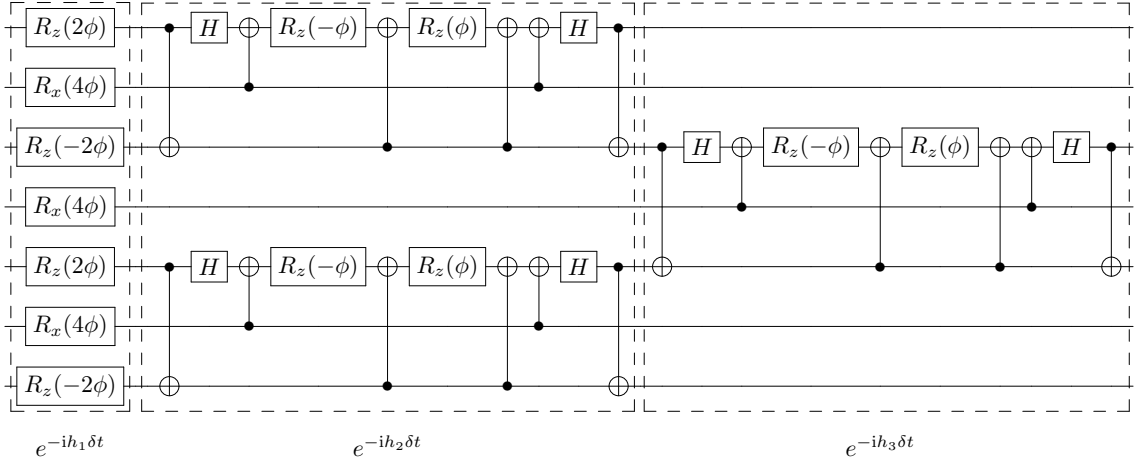 R_z(2ϕ) H R_z(−ϕ) R_z(ϕ) H
R_x(4ϕ)
R_z(−2ϕ) H R_z(−ϕ) R_z(ϕ) H
R_x(4ϕ)
R_z(2ϕ) H R_z(−ϕ) R_z(ϕ) H
R_x(4ϕ)
R_z(−2ϕ)
e^{−ih_1δt} e^{−ih_2δt} e^{−ih_3δt}